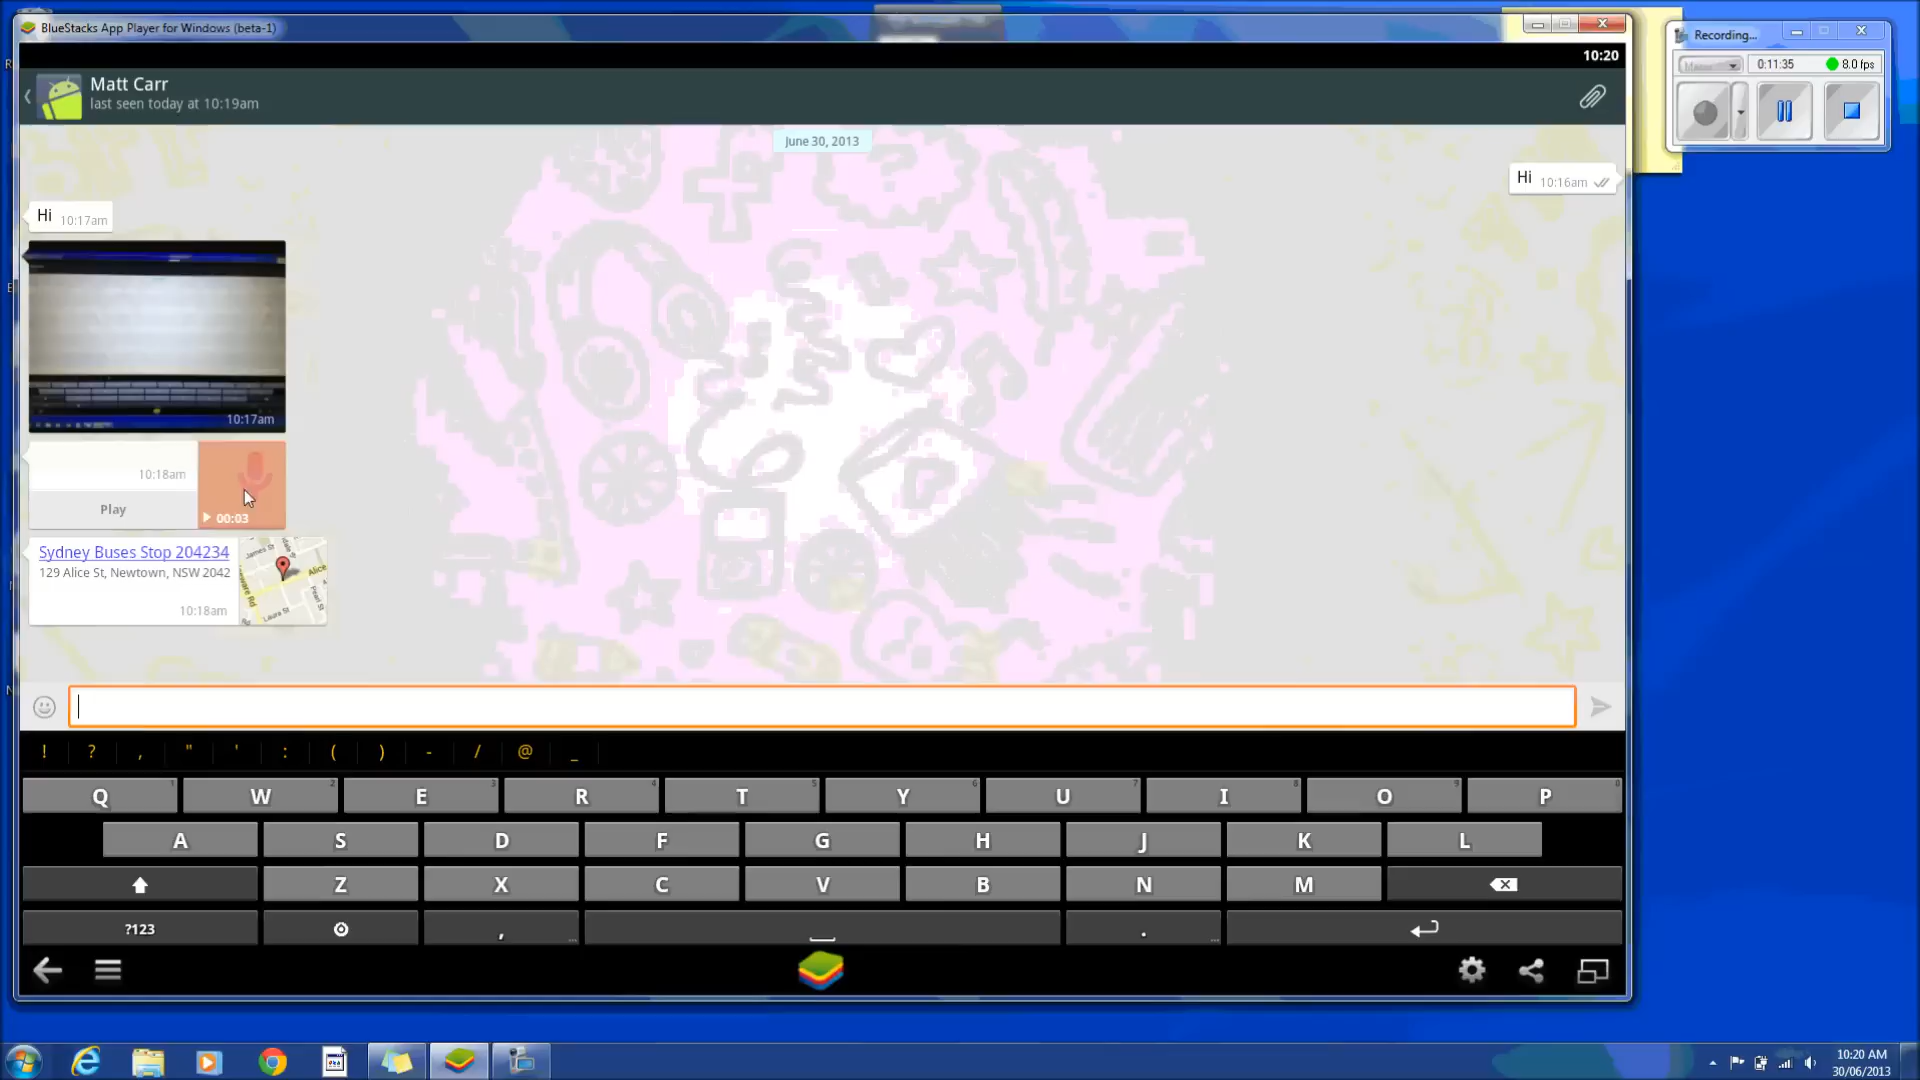 BlueStacks App Player for Windows (beta-1)
Recording...
0:11:35
8.0 fps
10:20
Matt Carr
last seen today at 10:19am
June 30, 2013
Hi 10:16am
Hi 10:17am
10:17am
10:18am
Play
00:03
Sydney Buses Stop 204234
129 Alice St, Newtown, NSW 2042
10:18am
! ? , " ' : ( ) - / @ _
Q W E R T Y U I O P
A S D F G H J K L
Z X C V B N M
?123 , .
10:20 AM
30/06/2013